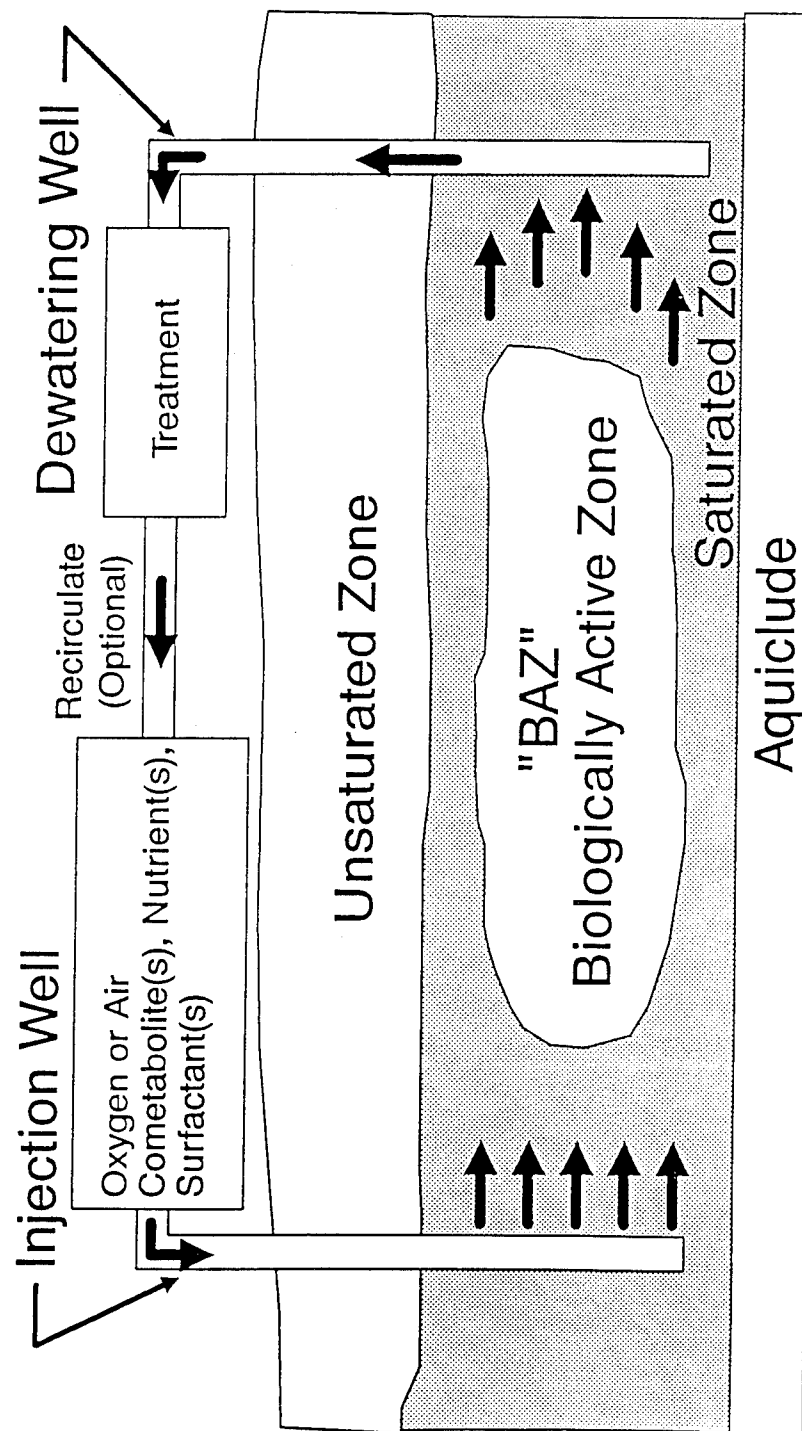 Injection Well
Dewatering Well
Oxygen or Air
Cometabolite(s), Nutrient(s),
Surfactant(s)
Recirculate
(Optional)
Treatment
Unsaturated Zone
"BAZ"
Biologically Active Zone
Saturated Zone
Aquiclude